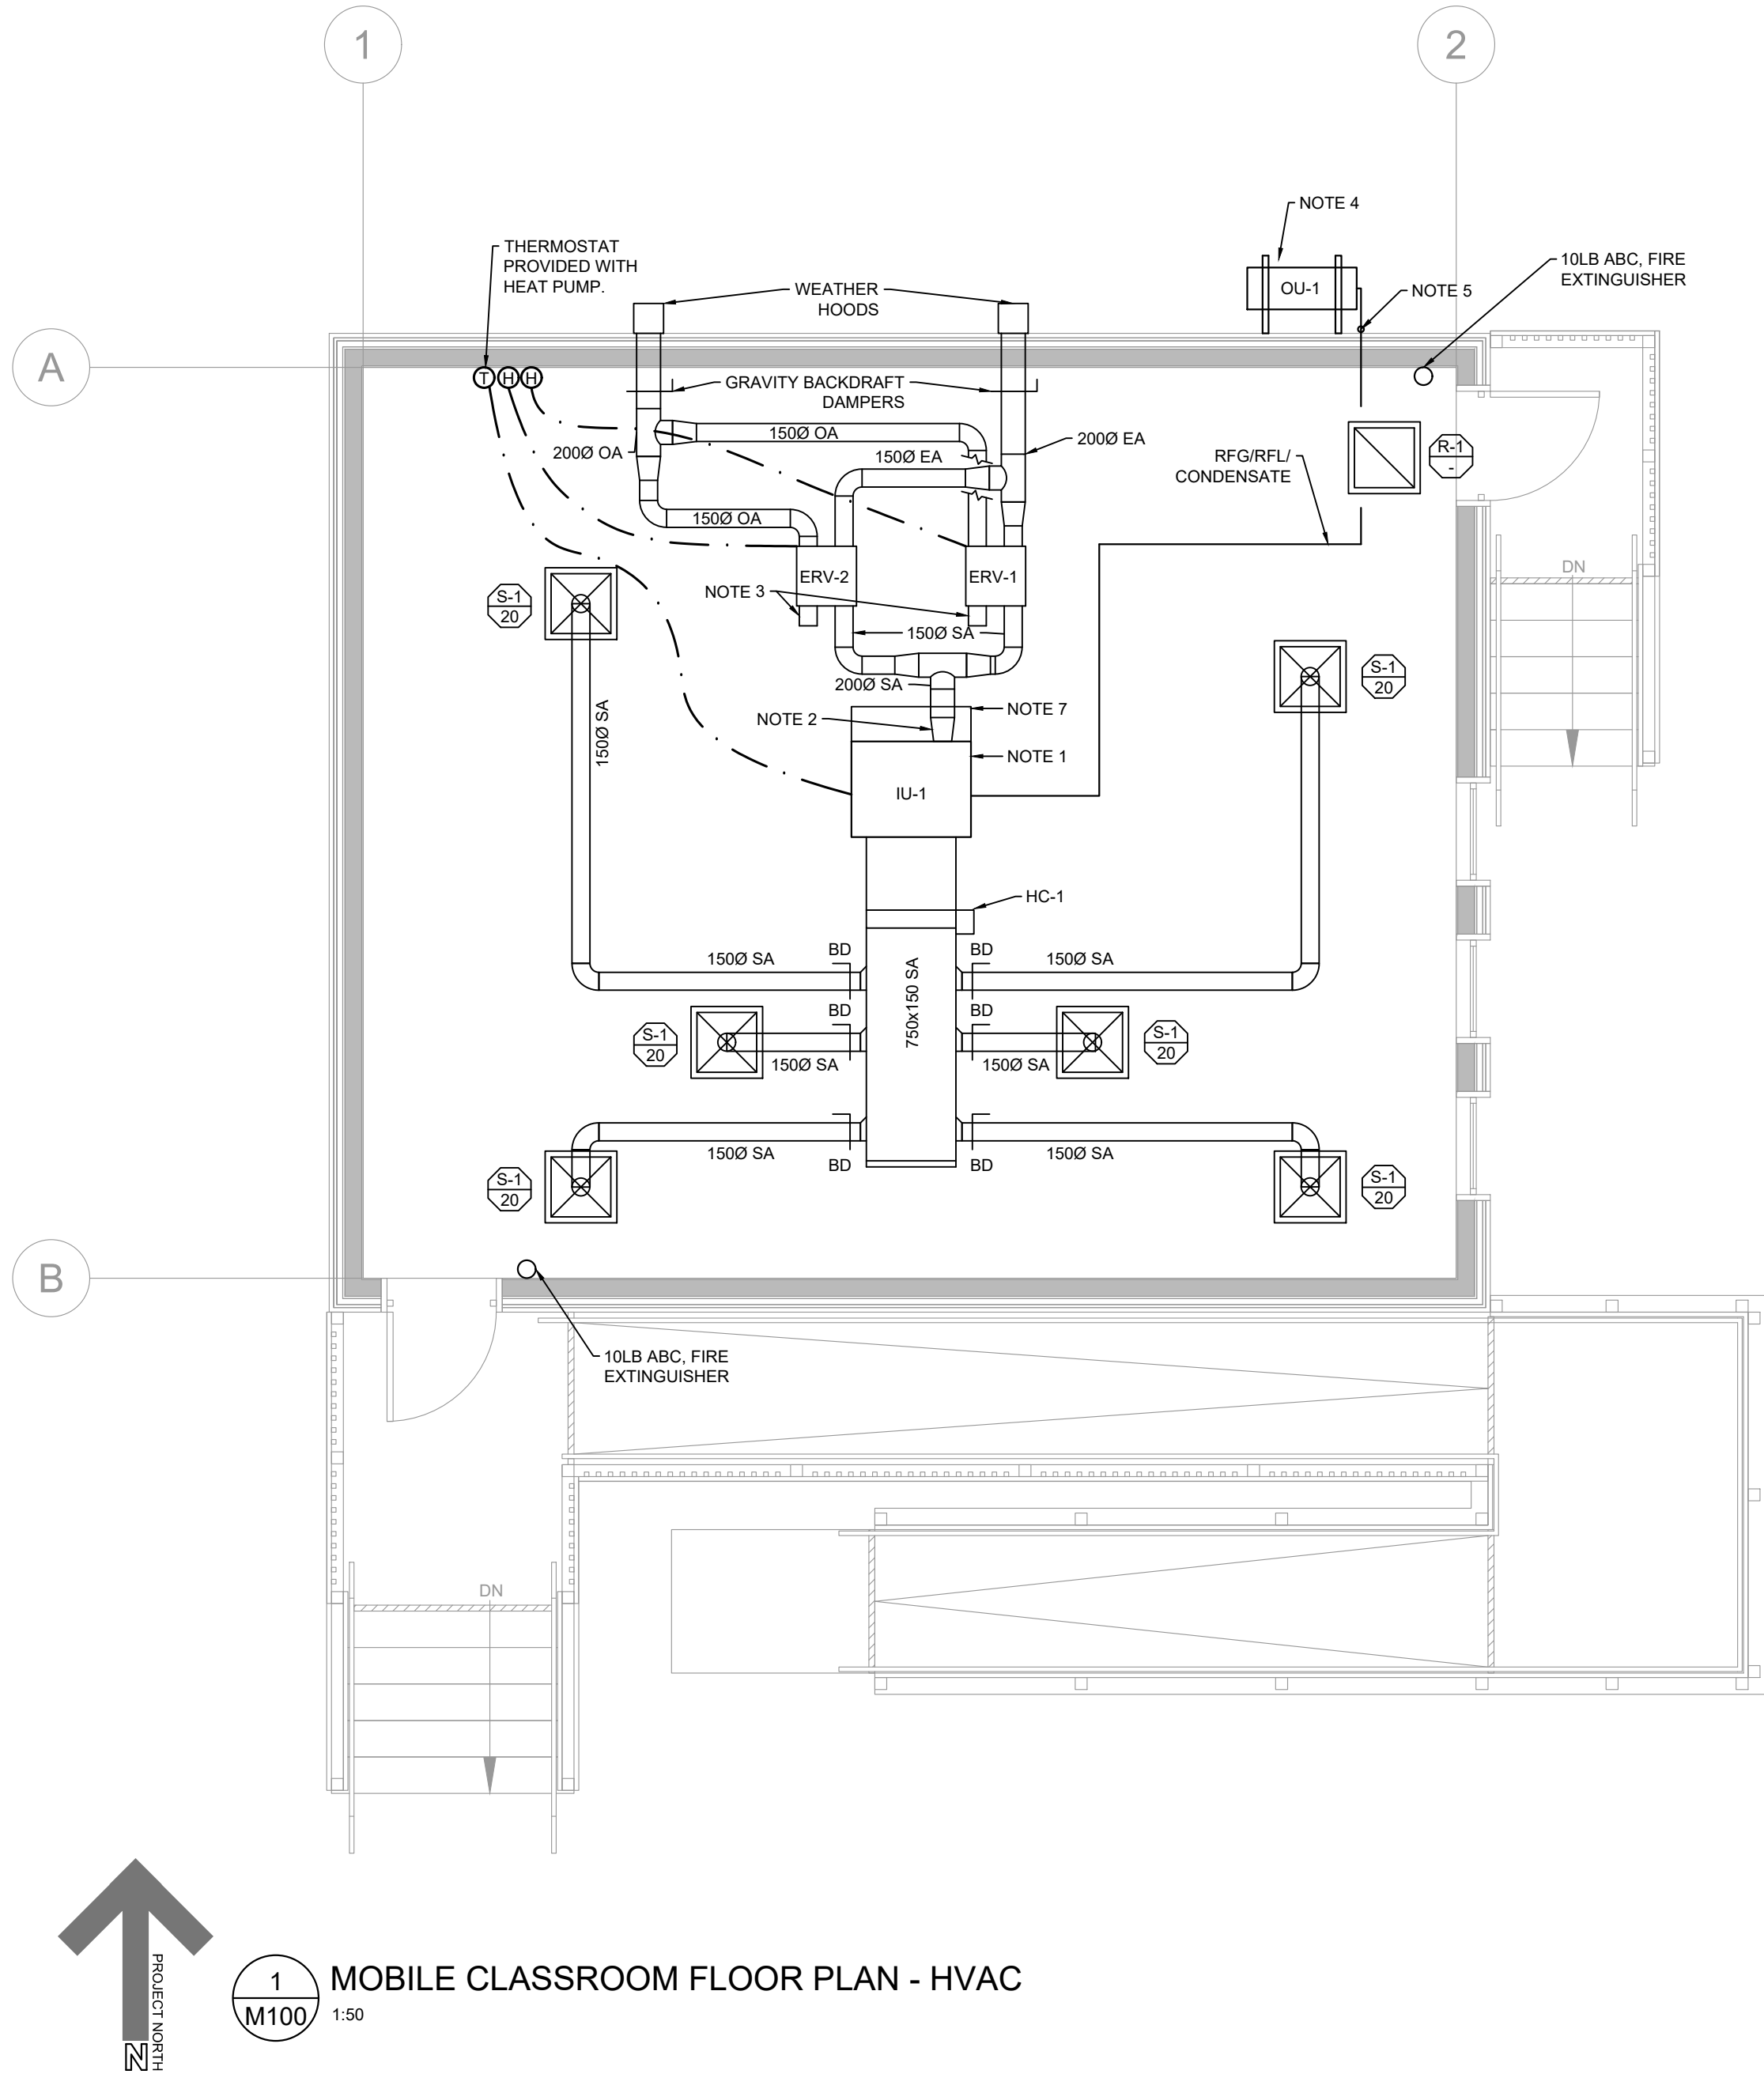 1
2
NOTE 4
THERMOSTAT
PROVIDED WITH
HEAT PUMP.
10LB ABC, FIRE
EXTINGUISHER
WEATHER
HOODS
OU-1
NOTE 5
A
T
H
H
GRAVITY BACKDRAFT
DAMPERS
150Ø OA
200Ø EA
200Ø OA
150Ø EA
RFG/RFL/
CONDENSATE
R-1
-
150Ø OA
DN
ERV-2
ERV-1
NOTE 3
S-1
20
150Ø SA
S-1
20
200Ø SA
NOTE 7
NOTE 2
150Ø SA
NOTE 1
IU-1
HC-1
BD
BD
150Ø SA
150Ø SA
750x150 SA
BD
BD
S-1
20
S-1
20
150Ø SA
150Ø SA
150Ø SA
150Ø SA
BD
BD
S-1
20
S-1
20
B
10LB ABC, FIRE
EXTINGUISHER
DN
PROJECT NORTH
N
1
M100
MOBILE CLASSROOM FLOOR PLAN - HVAC
1:50